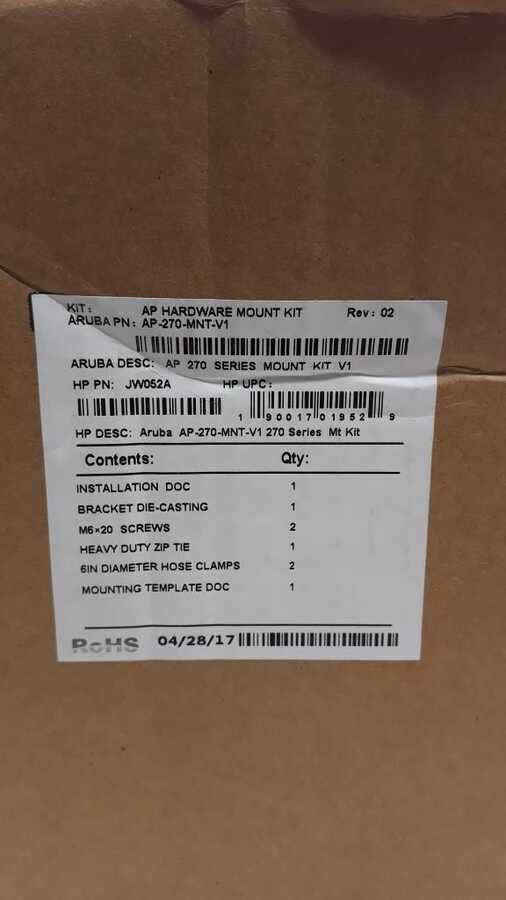 KIT: AP HARDWARE MOUNT KIT Rev: 02
ARUBA PN: AP-270-MNT-V1
ARUBA DESC: AP 270 SERIES MOUNT KIT V1
HP PN: JW052A HP UPC:
1 90017 01952 9
HP DESC: Aruba AP-270-MNT-V1 270 Series Mt Kit
Contents: Qty:
INSTALLATION DOC 1
BRACKET DIE-CASTING 1
M6×20 SCREWS 2
HEAVY DUTY ZIP TIE 1
6IN DIAMETER HOSE CLAMPS 2
MOUNTING TEMPLATE DOC 1
RoHS 04/28/17